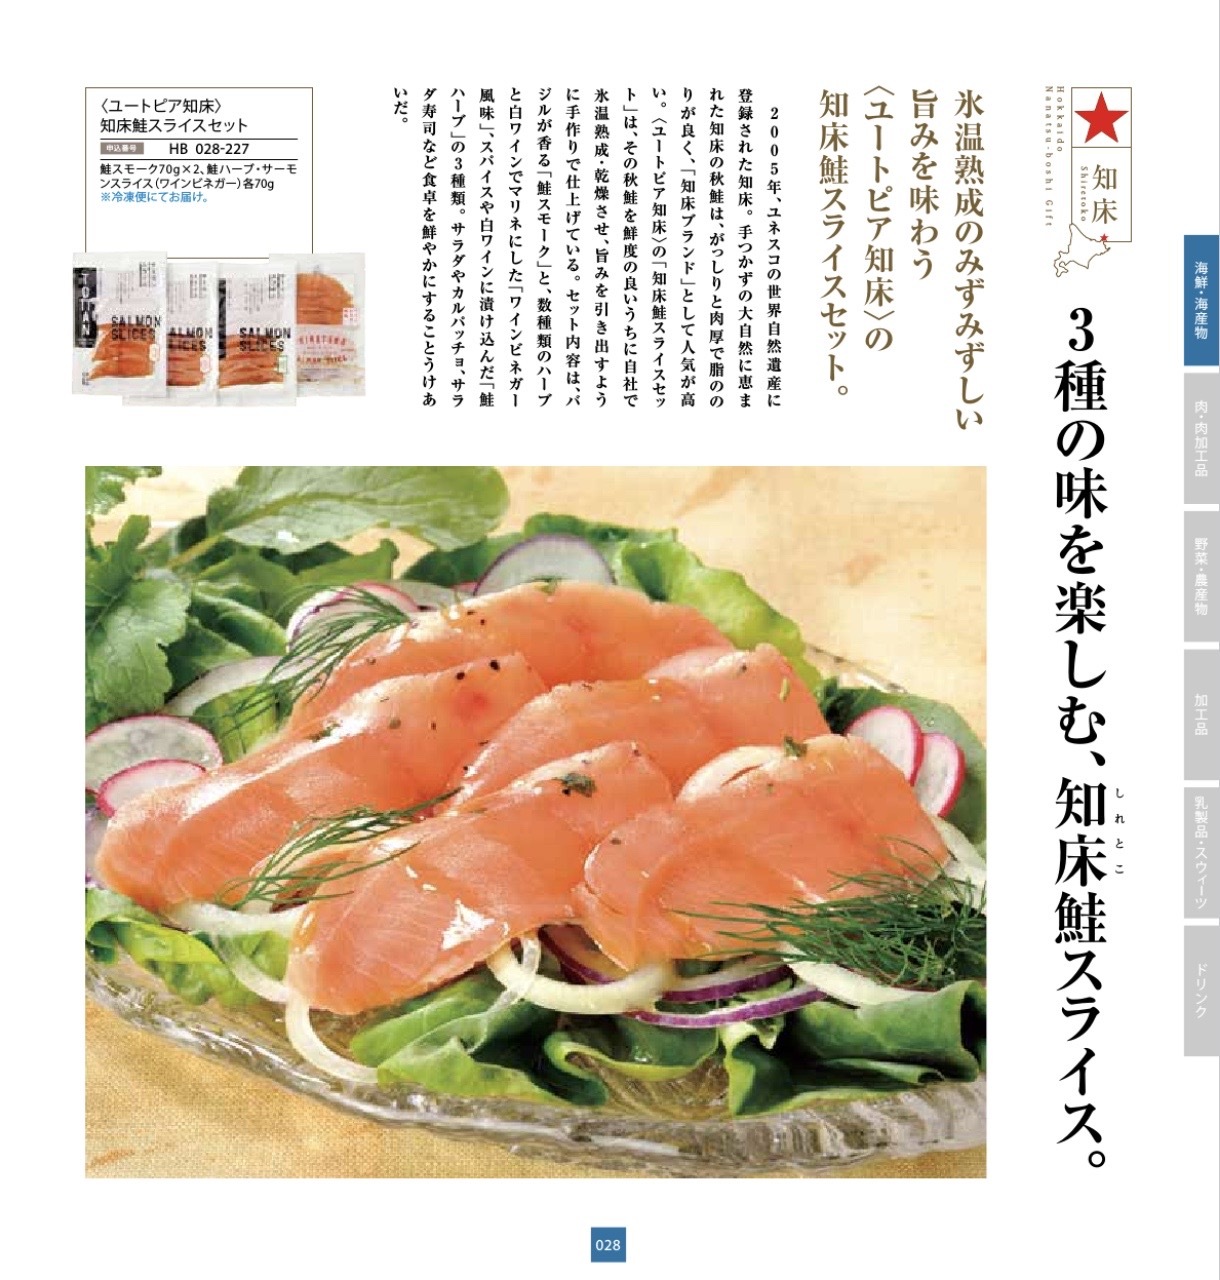 知床
Shiretoko
Hokkaido
Nanatsu-boshi Gift
3種の味を楽しむ、知床鮭スライス。
しれとこ
氷温熟成のみずみずしい
旨みを味わう
〈ユートピア知床〉の
知床鮭スライスセット。
2005年、ユネスコの世界自然遺産に
登録された知床。手つかずの大自然に恵ま
れた知床の秋鮭は、がっしりと肉厚で脂のの
りが良く、「知床ブランド」として人気が高
い。〈ユートピア知床〉の「知床鮭スライスセッ
ト」は、その秋鮭を鮮度の良いうちに自社で
氷温熟成・乾燥させ、旨みを引き出すよう
に手作りで仕上げている。セット内容は、バ
ジルが香る「鮭スモーク」と、数種類のハーブ
と白ワインでマリネにした「ワインビネガー
風味」、スパイスや白ワインに漬け込んだ「鮭
ハーブ」の3種類。サラダやカルパッチョ、サラ
ダ寿司など食卓を鮮やかにすることうけあ
いだ。
〈ユートピア知床〉
知床鮭スライスセット
申込番号 HB 028-227
鮭スモーク70g×2、鮭ハーブ・サーモ
ンスライス（ワインビネガー）各70g
※冷凍便にてお届け。
SALMON
SLICES
SALMON
SLICES
SALMON
SLICES
海鮮・海産物
肉・肉加工品
野菜・農産物
加工品
乳製品・スウィーツ
ドリンク
028